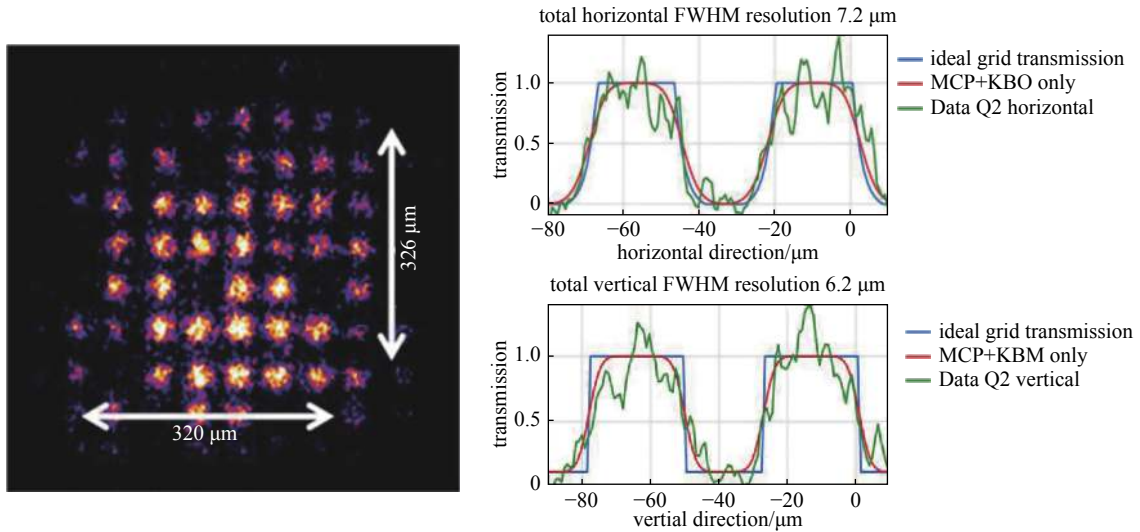 326 μm
320 μm
total horizontal FWHM resolution 7.2 μm
transmission
1.0
0.5
0
−80
−60
−40
−20
0
horizontal direction/μm
ideal grid transmission
MCP+KBO only
Data Q2 horizontal
total vertical FWHM resolution 6.2 μm
transmission
1.0
0.5
0
−80
−60
−40
−20
0
vertial direction/μm
ideal grid transmission
MCP+KBM only
Data Q2 vertical